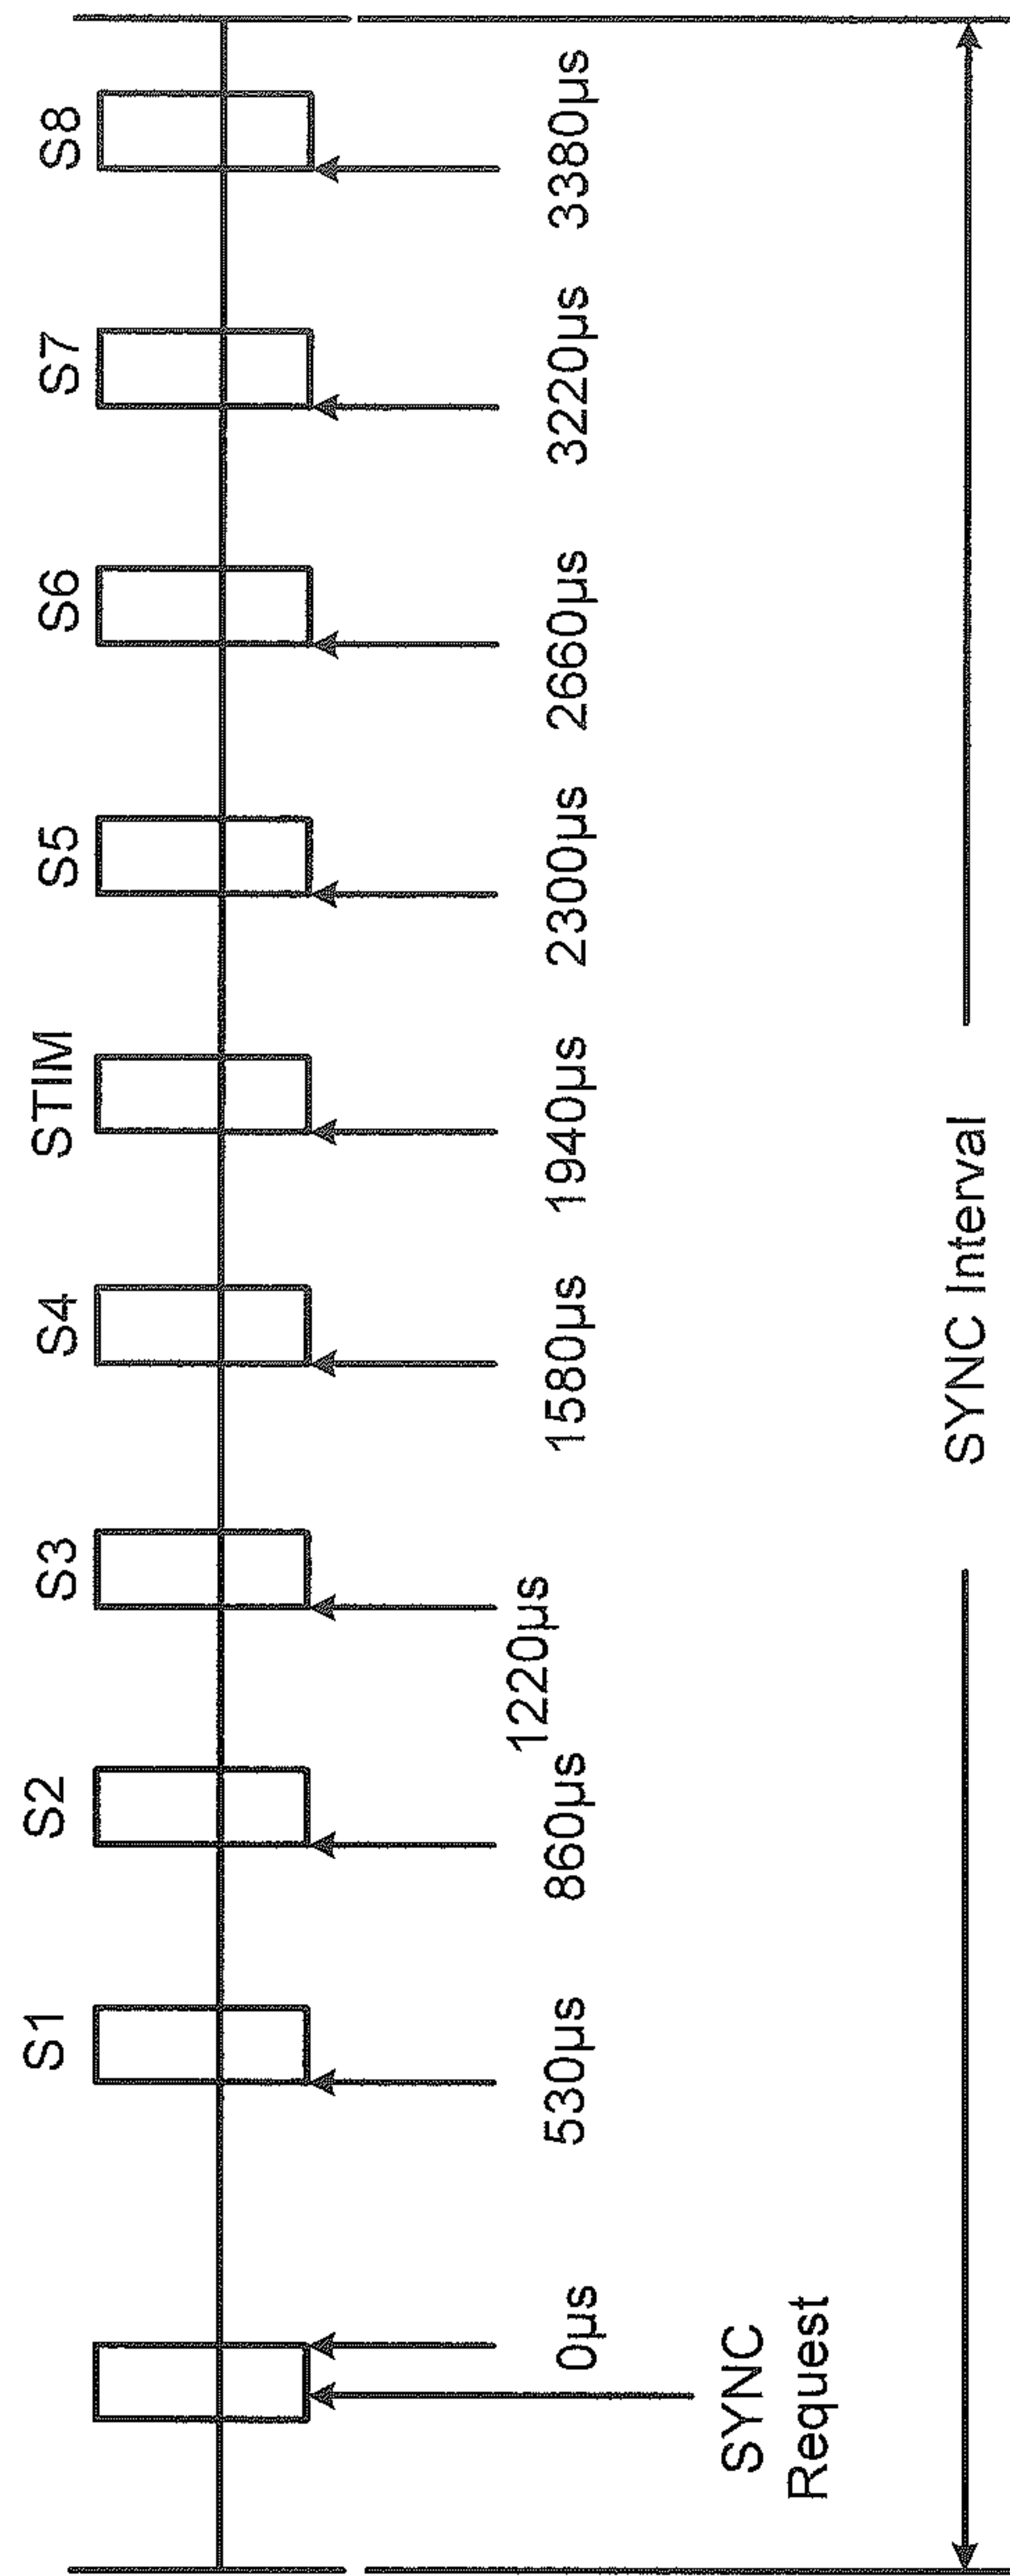 S1
S2
S3
S4
STIM
S5
S6
S7
S8
0µs
530µs
860µs
1220µs
1580µs
1940µs
2300µs
2660µs
3220µs
3380µs
SYNC
Request
SYNC Interval